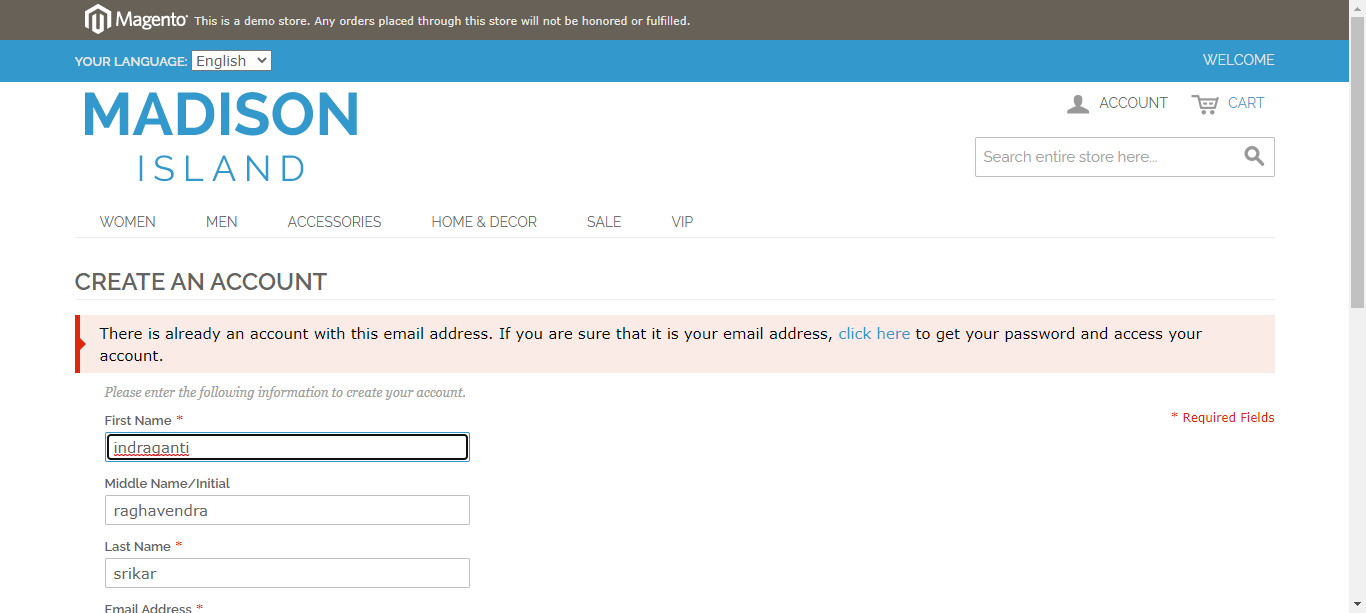 Magento This is a demo store. Any orders placed through this store will not be honored or fulfilled.
YOUR LANGUAGE: English WELCOME
MADISON
ISLAND
ACCOUNT CART
Search entire store here...
WOMEN MEN ACCESSORIES HOME & DECOR SALE VIP
CREATE AN ACCOUNT
There is already an account with this email address. If you are sure that it is your email address, click here to get your password and access your
account.
Please enter the following information to create your account.
First Name * * Required Fields
indraganti
Middle Name/Initial
raghavendra
Last Name *
srikar
Email Address *